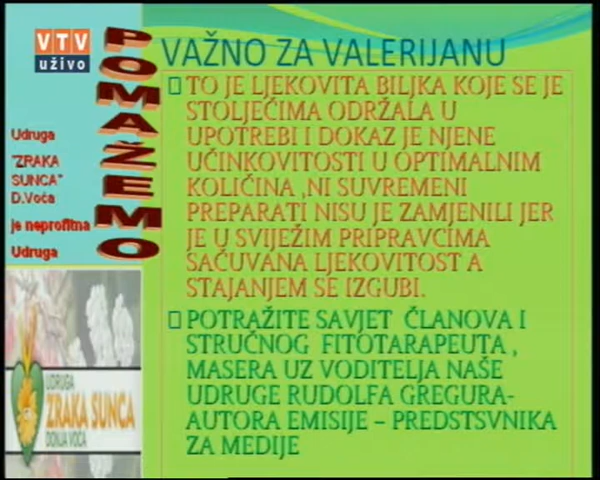 VTV
uživo
POMAŽEMO
Udruga
"ZRAKA
SUNCA"
D.Voća
je neprofitna
Udruga
VAŽNO ZA VALERIJANU
TO JE LJEKOVITA BILJKA KOJE SE JE
STOLJEČIMA ODRŽALA U
UPOTREBI I DOKAZ JE NJENE
UČINKOVITOSTI U OPTIMALNIM
KOLIČINA ,NI SUVREMENI
PREPARATI NISU JE ZAMJENILI JER
JE U SVIJEŽIM PRIPRAVCIMA
SAČUVANA LJEKOVITOST A
STAJANJEM SE IZGUBI.
POTRAŽITE SAVJET ČLANOVA I
STRUČNOG FITOTARAPEUTA ,
MASERA UZ VODITELJA NAŠE
UDRUGE RUDOLFA GREGURA-
AUTORA EMISIJE – PREDSTSVNIKA
ZA MEDIJE
UDRUGA
ZRAKA SUNCA
DONJA VOĆA